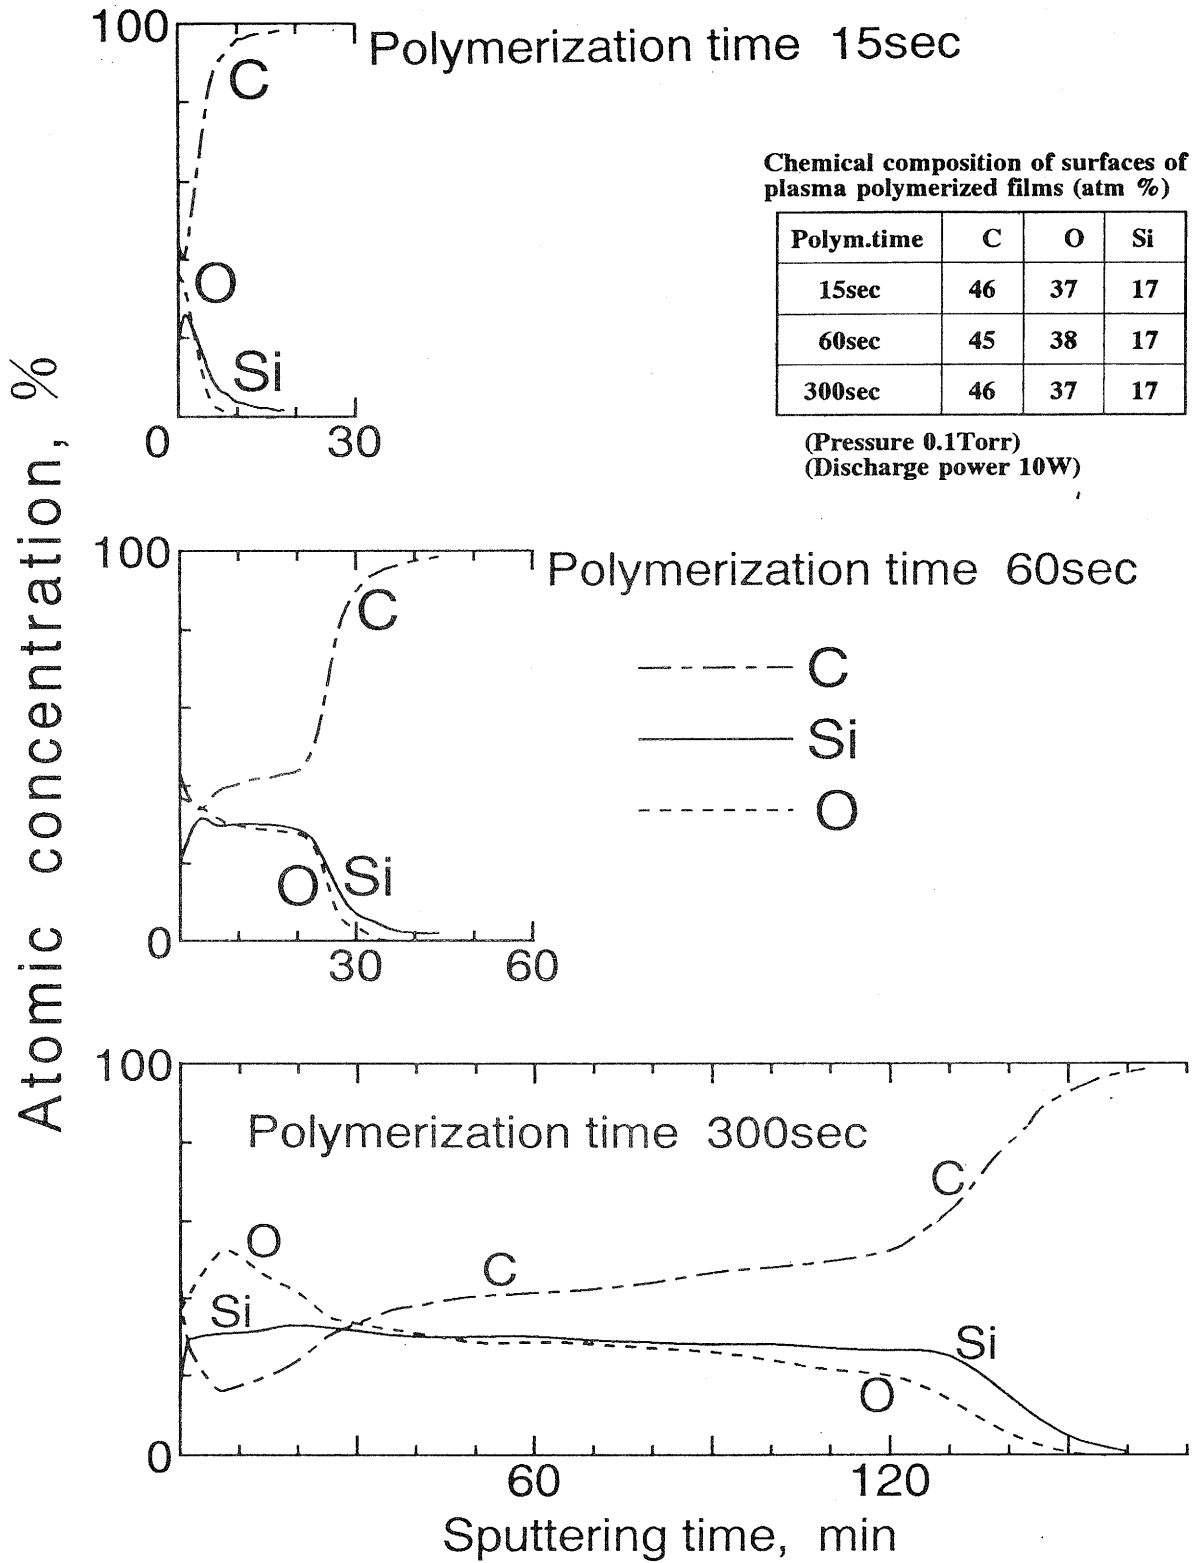 100
Polymerization time 15sec
C
O
Si
0
30
Chemical composition of surfaces of
plasma polymerized films (atm %)
Polym.time C O Si
15sec 46 37 17
60sec 45 38 17
300sec 46 37 17
(Pressure 0.1Torr)
(Discharge power 10W)
Atomic concentration, %
100
Polymerization time 60sec
C
O
Si
0
30
60
C
Si
O
100
Polymerization time 300sec
C
O
C
Si
Si
O
0
60
120
Sputtering time, min